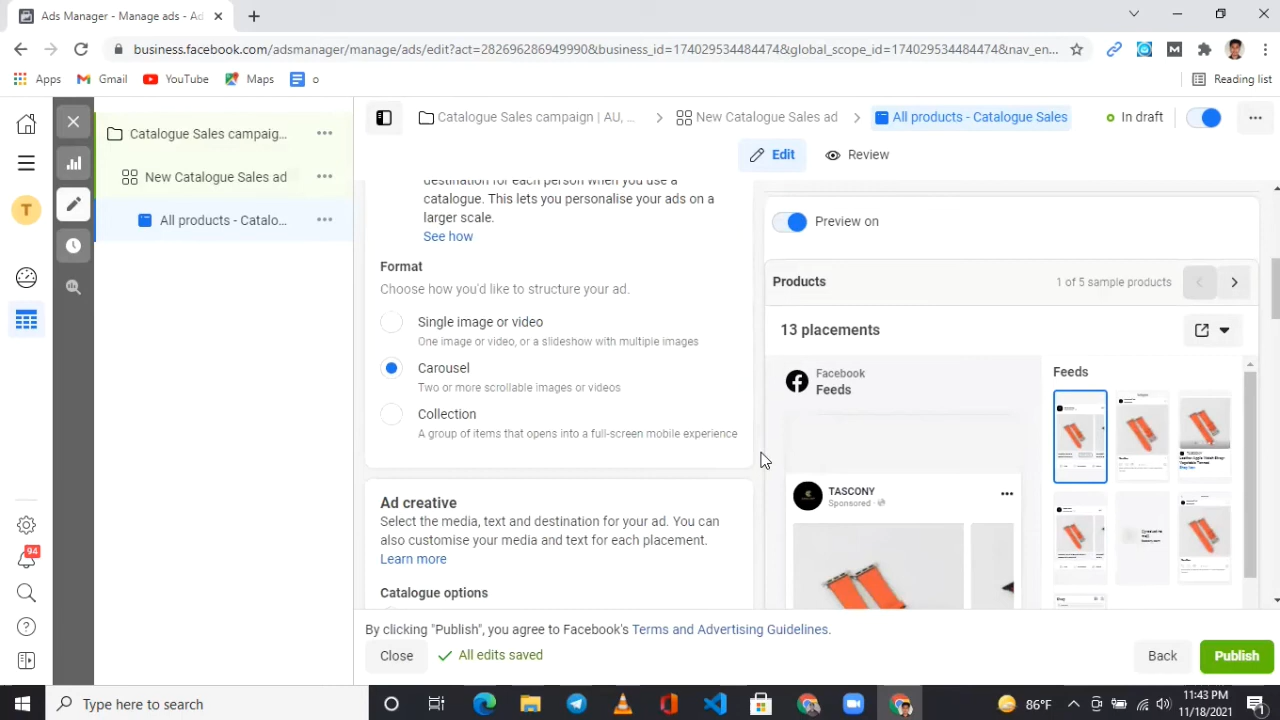 Ads Manager - Manage ads - Ad
business.facebook.com/adsmanager/manage/ads/edit?act=282696286949990&business_id=174029534484474&global_scope_id=174029534484474&nav_en...
Apps
Gmail
YouTube
Maps
o
Reading list
Catalogue Sales campaig...
New Catalogue Sales ad
All products - Catalo...
T
94
Catalogue Sales campaign | AU, ...
New Catalogue Sales ad
All products - Catalogue Sales
In draft
Edit
Review
destination for each person when you use a
catalogue. This lets you personalise your ads on a
larger scale.
See how
Format
Choose how you'd like to structure your ad.
Single image or video
One image or video, or a slideshow with multiple images
Carousel
Two or more scrollable images or videos
Collection
A group of items that opens into a full-screen mobile experience
Ad creative
Select the media, text and destination for your ad. You can
also customise your media and text for each placement.
Learn more
Catalogue options
Preview on
Products
1 of 5 sample products
13 placements
Facebook
Feeds
TASCONY
Sponsored ·
Feeds
By clicking "Publish", you agree to Facebook's Terms and Advertising Guidelines.
Close
All edits saved
Back
Publish
Type here to search
86°F
11:43 PM
11/18/2021
1